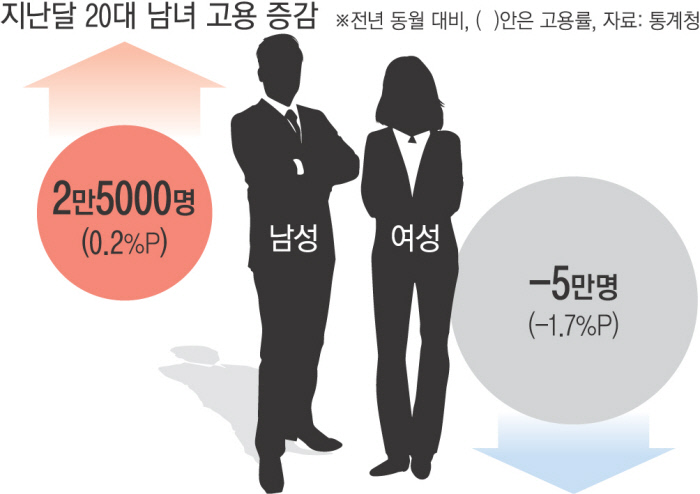 지난달 20대 남녀 고용 증감 ※전년 동월 대비, ( )안은 고용률, 자료: 통계청
2만5000명
(0.2%P)
남성
여성
−5만명
(−1.7%P)